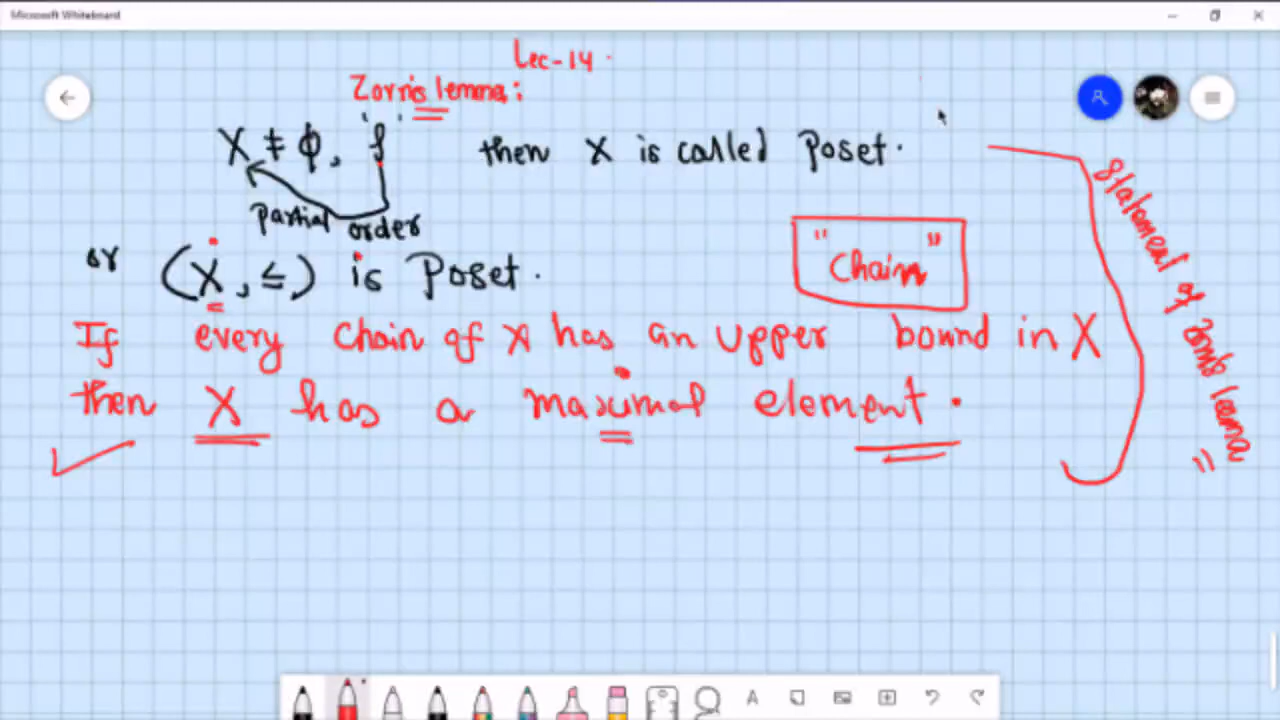 Microsoft Whiteboard
Lec-14
Zorn's lemma:
X ≠ ϕ, 'f' then X is called Poset.
Partial order
or (X, ≤) is Poset.
"Chain"
If every chain of X has an upper bound in X
then X has a maximal element.
Statement of Zorn's lemma